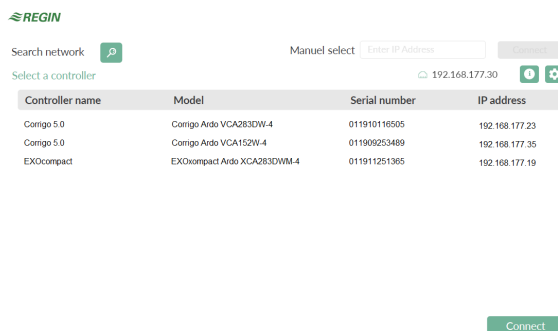 REGIN
Search network
Manuel select Enter IP Address Connect
Select a controller
192.168.177.30
Controller name Model Serial number IP address
Corrigo 5.0 Corrigo Ardo VCA283DW-4 011910116505 192.168.177.23
Corrigo 5.0 Corrigo Ardo VCA152W-4 011909253489 192.168.177.35
EXOcompact EXOxompact Ardo XCA283DWM-4 011911251365 192.168.177.19
Connect